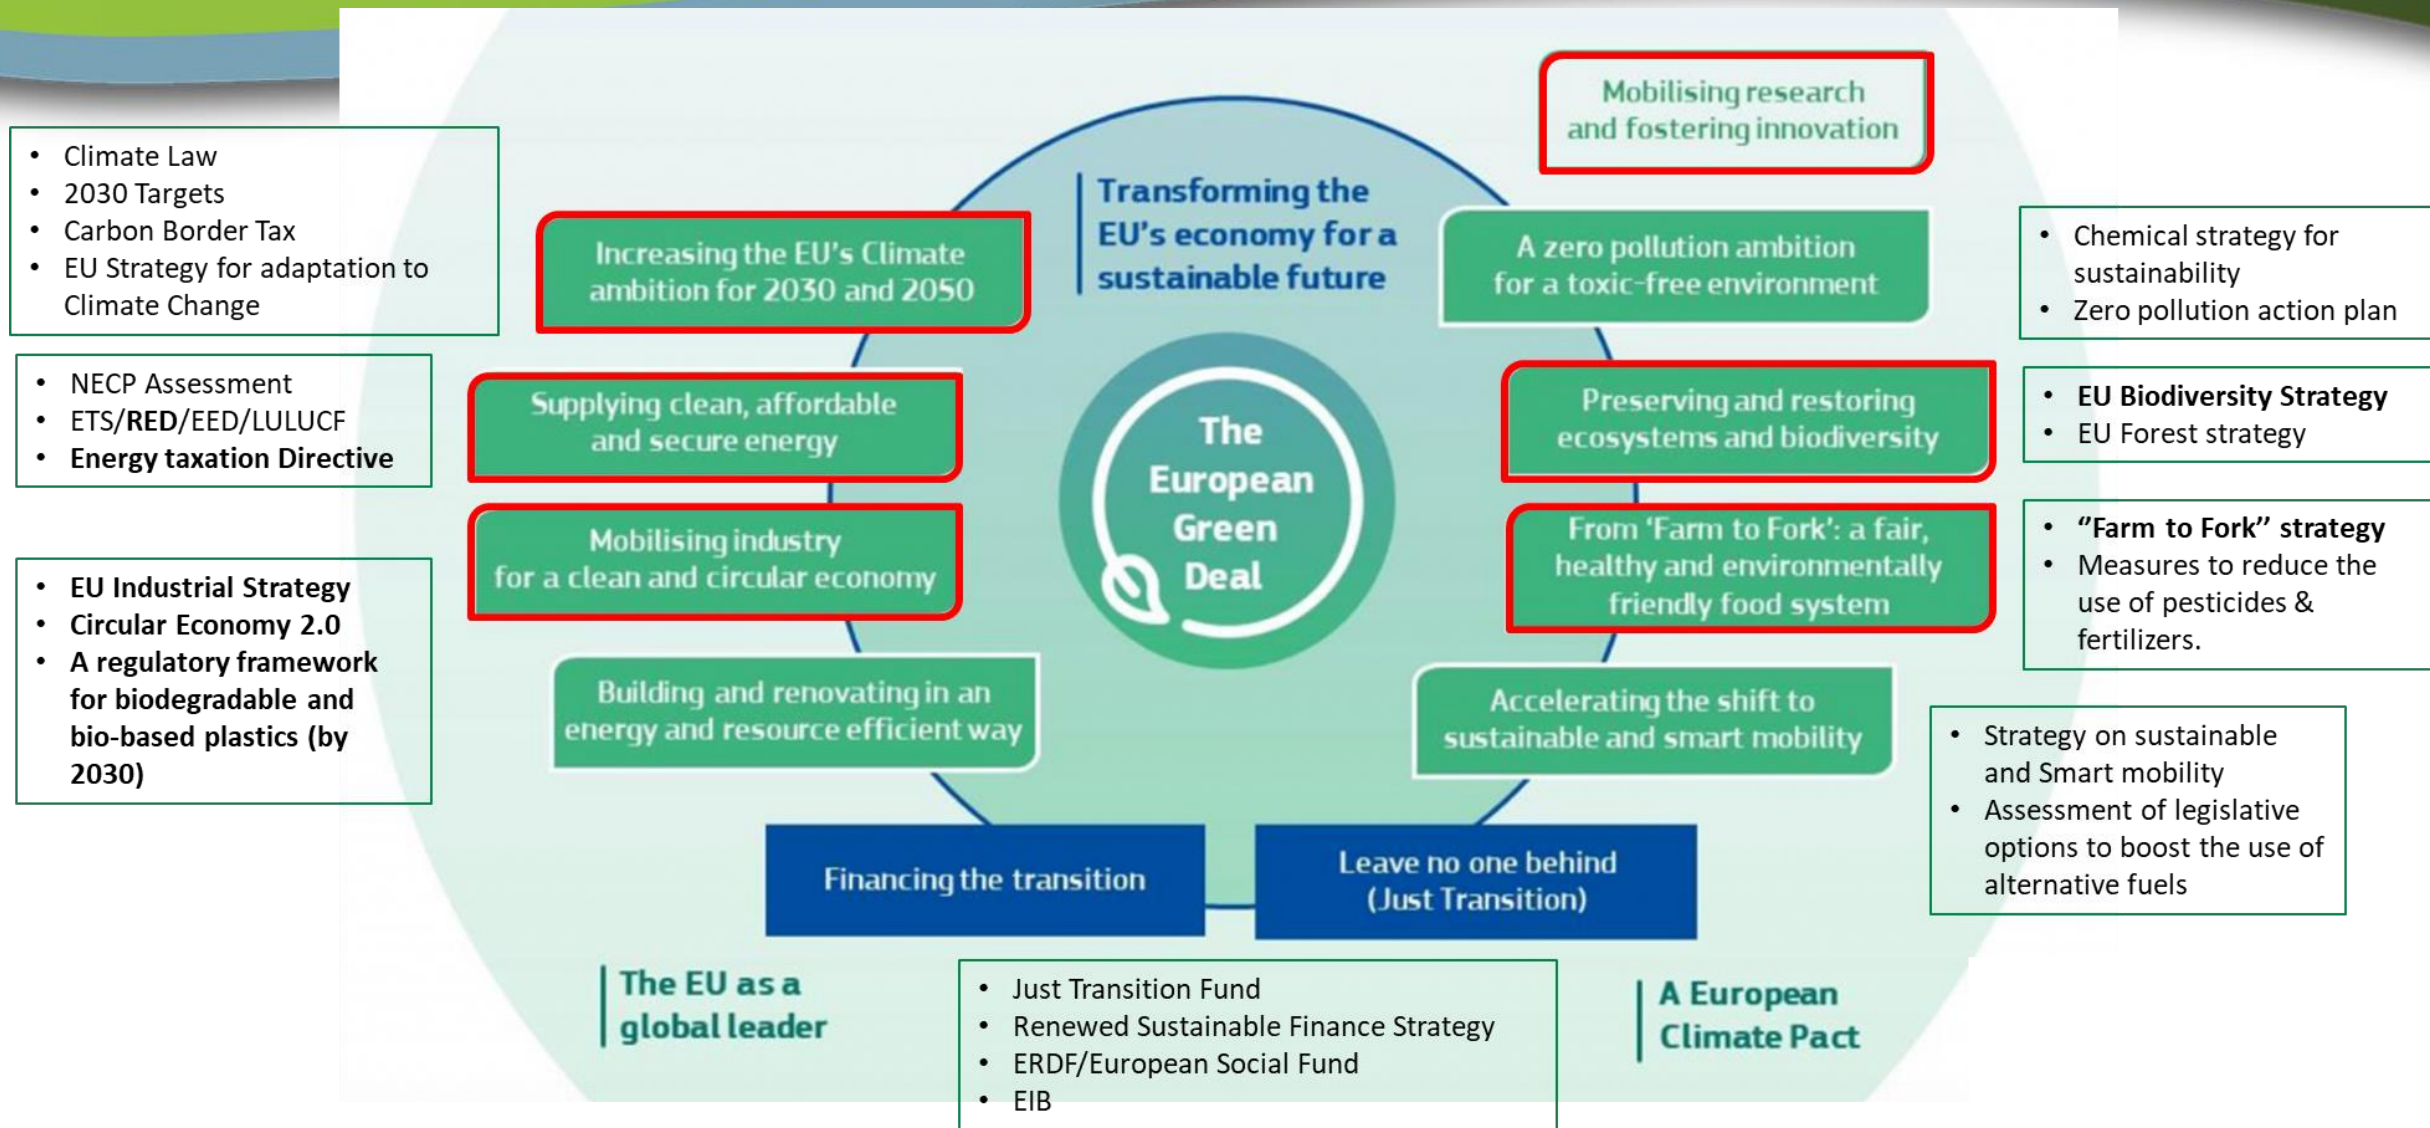 Mobilising research
and fostering innovation
• Climate Law
• 2030 Targets
• Carbon Border Tax
• EU Strategy for adaptation to
Climate Change
Increasing the EU's Climate
ambition for 2030 and 2050
Transforming the
EU's economy for a
sustainable future
A zero pollution ambition
for a toxic-free environment
• Chemical strategy for
sustainability
• Zero pollution action plan
• NECP Assessment
• ETS/RED/EED/LULUCF
• Energy taxation Directive
Supplying clean, affordable
and secure energy
The
European
Green
Deal
Preserving and restoring
ecosystems and biodiversity
• EU Biodiversity Strategy
• EU Forest strategy
• EU Industrial Strategy
• Circular Economy 2.0
• A regulatory framework
for biodegradable and
bio-based plastics (by
2030)
Mobilising industry
for a clean and circular economy
From ‘Farm to Fork’: a fair,
healthy and environmentally
friendly food system
• ‘’Farm to Fork’’ strategy
• Measures to reduce the
use of pesticides &
fertilizers.
Building and renovating in an
energy and resource efficient way
Accelerating the shift to
sustainable and smart mobility
• Strategy on sustainable
and Smart mobility
• Assessment of legislative
options to boost the use of
alternative fuels
Financing the transition
Leave no one behind
(Just Transition)
The EU as a
global leader
• Just Transition Fund
• Renewed Sustainable Finance Strategy
• ERDF/European Social Fund
• EIB
A European
Climate Pact